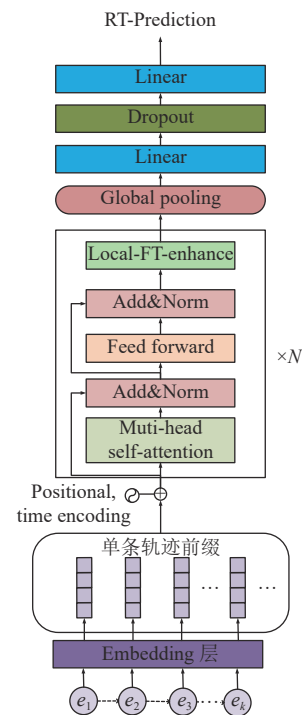 RT-Prediction
Linear
Dropout
Linear
Global pooling
Local-FT-enhance
Add&Norm
Feed forward
×N
Add&Norm
Muti-head
self-attention
Positional,
time encoding
单条轨迹前缀
... ...
Embedding 层
e1 e2 e3 ... ek